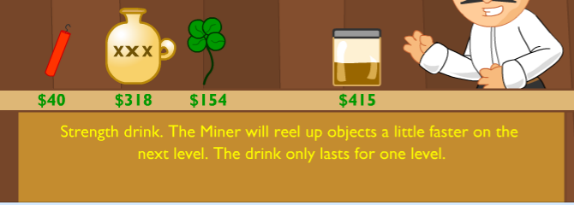 XXX
$40 $318 $154 $415
Strength drink. The Miner will reel up objects a little faster on the
next level. The drink only lasts for one level.